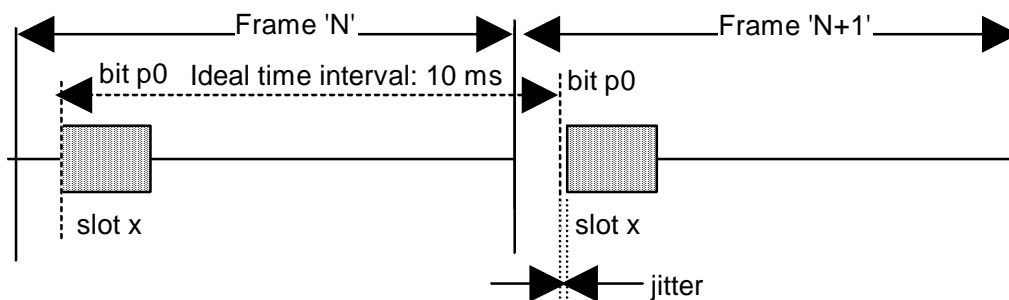 Frame 'N' Frame 'N+1'
bit p0 Ideal time interval: 10 ms bit p0
slot x slot x
jitter